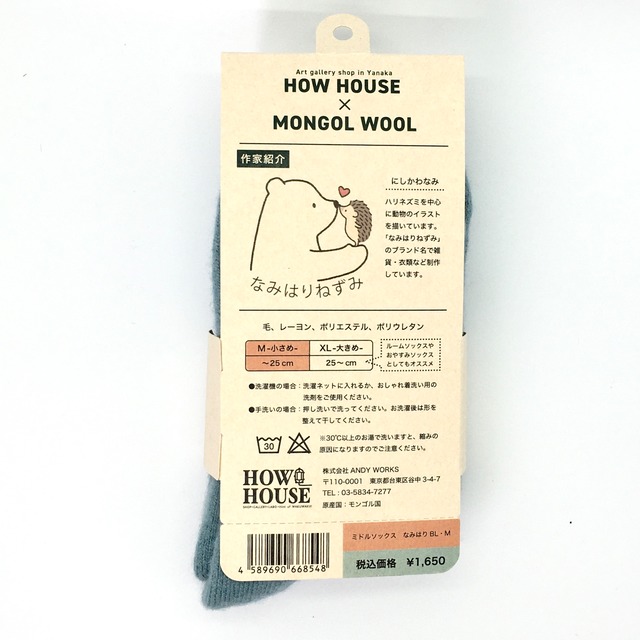 Art gallery shop in Yanaka
HOW HOUSE
×
MONGOL WOOL
作家紹介
にしかわなみ
ハリネズミを中心
に動物のイラスト
を描いています。
「なみはりねずみ」
のブランド名で雑
貨・衣類など制作
しています。
なみはりねずみ
毛、レーヨン、ポリエステル、ポリウレタン
M-小さめ- XL-大きめ-
〜25cm 25〜cm
ルームソックスや
おやすみソックス
としてもオススメ
●洗濯機の場合：洗濯ネットに入れるか、おしゃれ着洗い用の
洗剤をご使用ください。
●手洗いの場合：押し洗いで洗ってください。お洗濯後は形を
整えて干してください。
30
※30℃以上のお湯で洗いますと、縮みの
原因になりますのでご注意ください。
HOW
HOUSE
株式会社 ANDY WORKS
〒110-0001 東京都台東区谷中 3-4-7
TEL : 03-5834-7277
原産国：モンゴル国
ミドルソックス なみはり BL・M
税込価格 ¥1,650
4 589690 668548